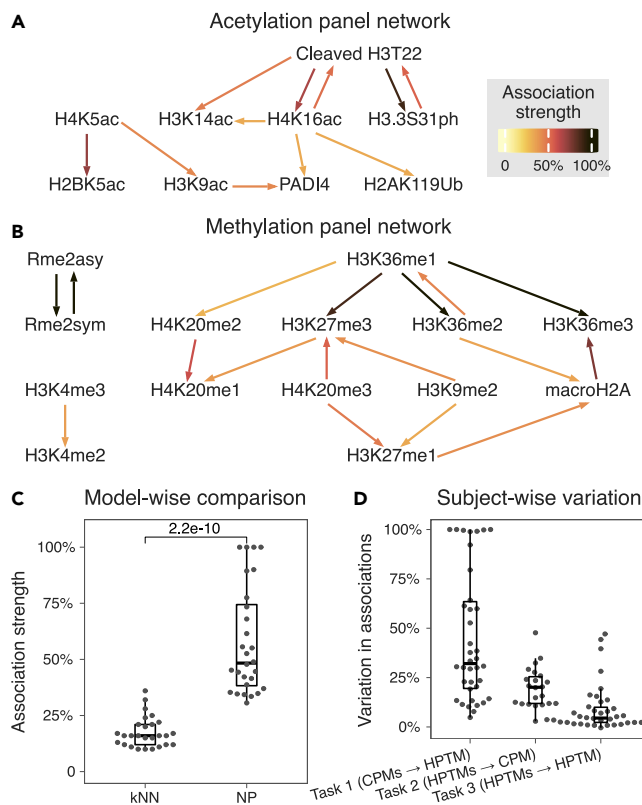 A
Acetylation panel network
Cleaved H3T22
H4K5ac H3K14ac H4K16ac H3.3S31ph
H2BK5ac H3K9ac PADI4 H2AK119Ub
Association
strength
0 50% 100%
B
Methylation panel network
Rme2asy H3K36me1
Rme2sym H4K20me2 H3K27me3 H3K36me2 H3K36me3
H3K4me3 H4K20me1 H4K20me3 H3K9me2 macroH2A
H3K4me2 H3K27me1
C
Model-wise comparison
2.2e-10
Association strength
100%
75%
50%
25%
0
kNN NP
D
Subject-wise variation
Variation in associations
100%
75%
50%
25%
0%
Task 1 (CPMs → HPTM)
Task 2 (HPTMs → CPM)
Task 3 (HPTMs → HPTM)